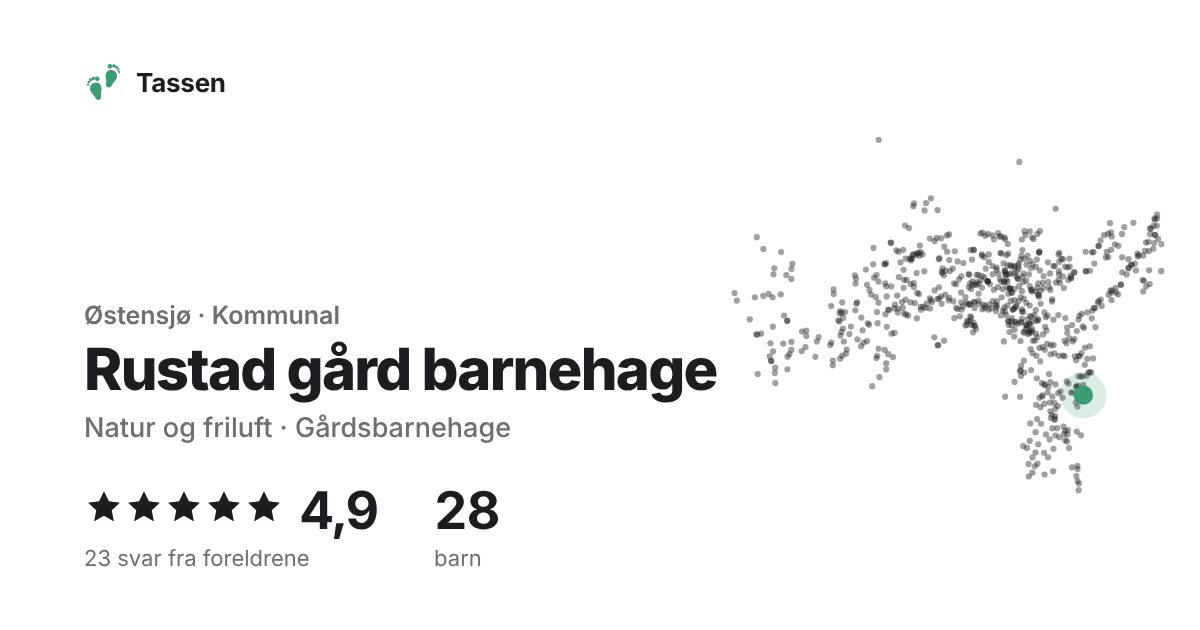 Tassen
Østensjø · Kommunal
Rustad gård barnehage
Natur og friluft · Gårdsbarnehage
4,9
28
23 svar fra foreldrene
barn